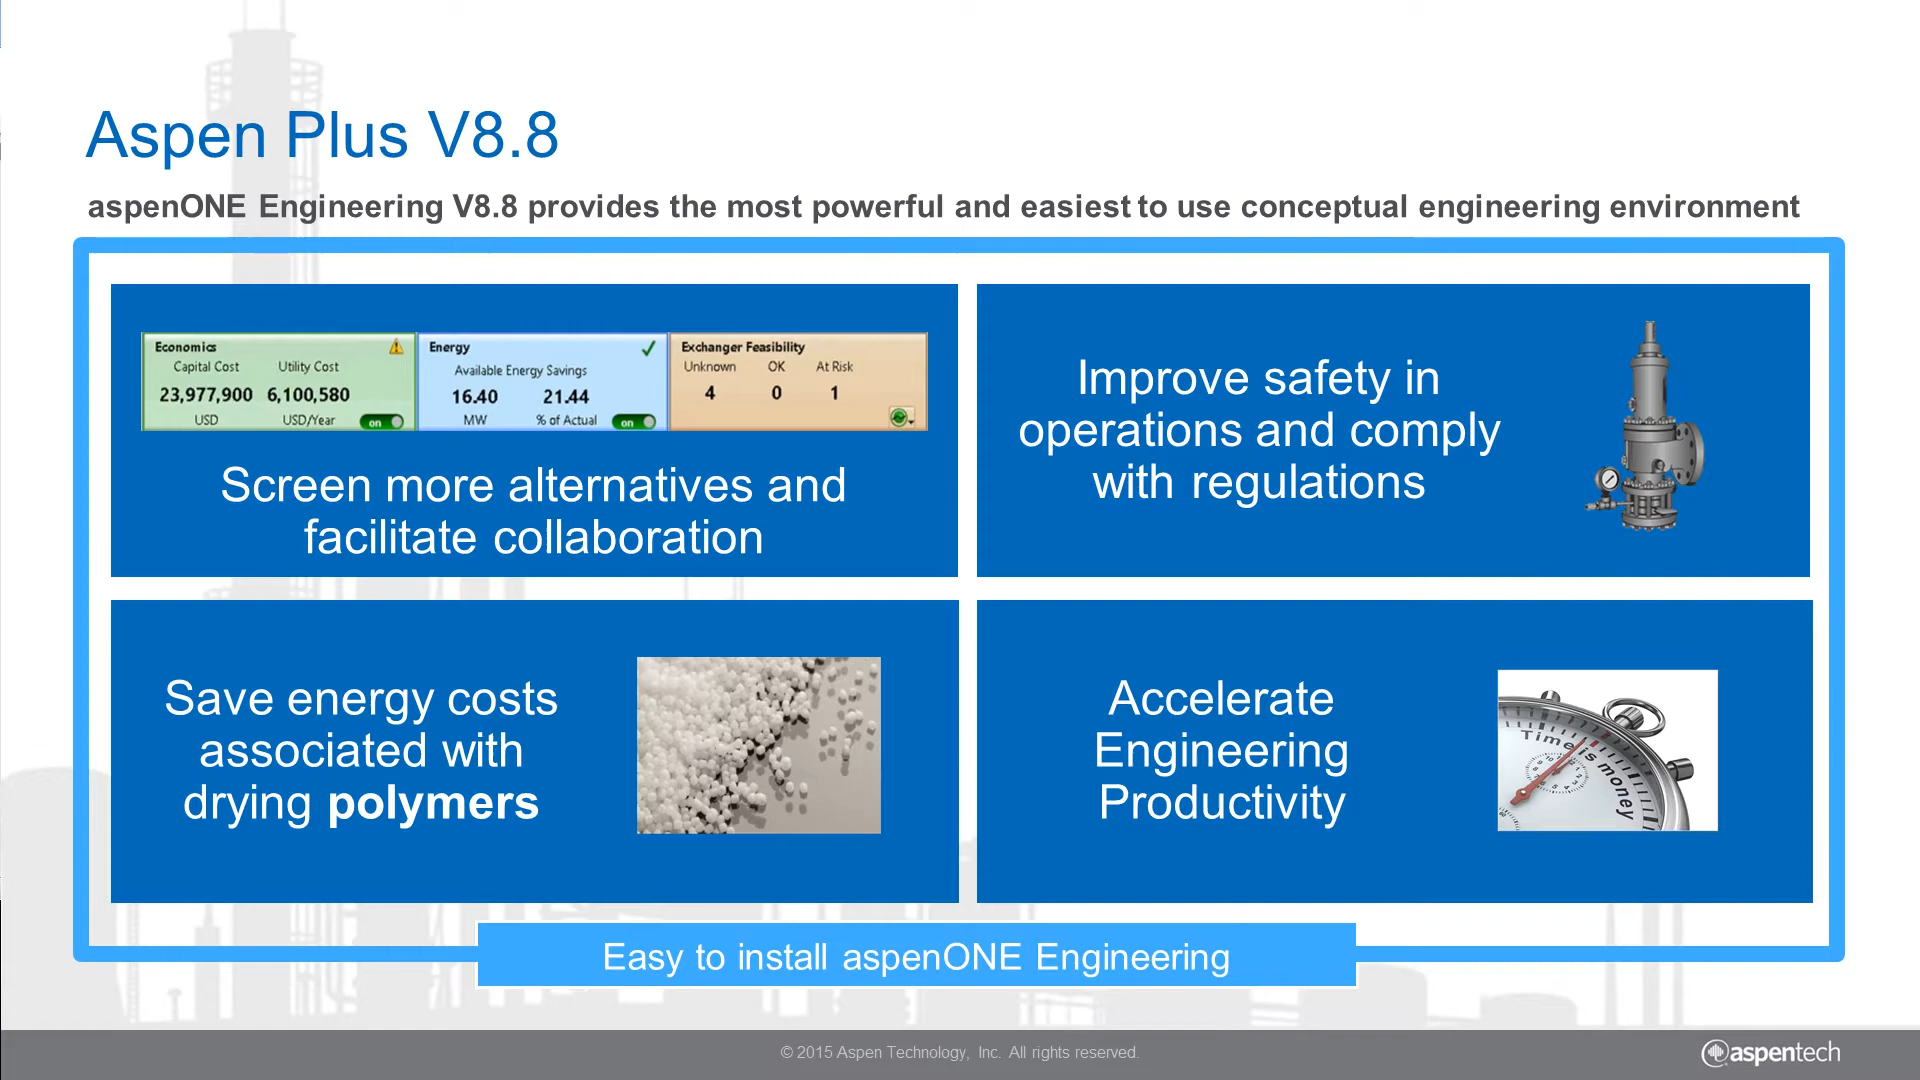 Aspen Plus V8.8
aspenONE Engineering V8.8 provides the most powerful and easiest to use conceptual engineering environment
Economics
Capital Cost Utility Cost
23,977,900 6,100,580
USD USD/Year on
Energy
Available Energy Savings
16.40 21.44
MW % of Actual on
Exchanger Feasibility
Unknown OK At Risk
4 0 1
Screen more alternatives and
facilitate collaboration
Improve safety in
operations and comply
with regulations
Save energy costs
associated with
drying polymers
Accelerate
Engineering
Productivity
Time is money
Easy to install aspenONE Engineering
© 2015 Aspen Technology, Inc. All rights reserved.
aspentech